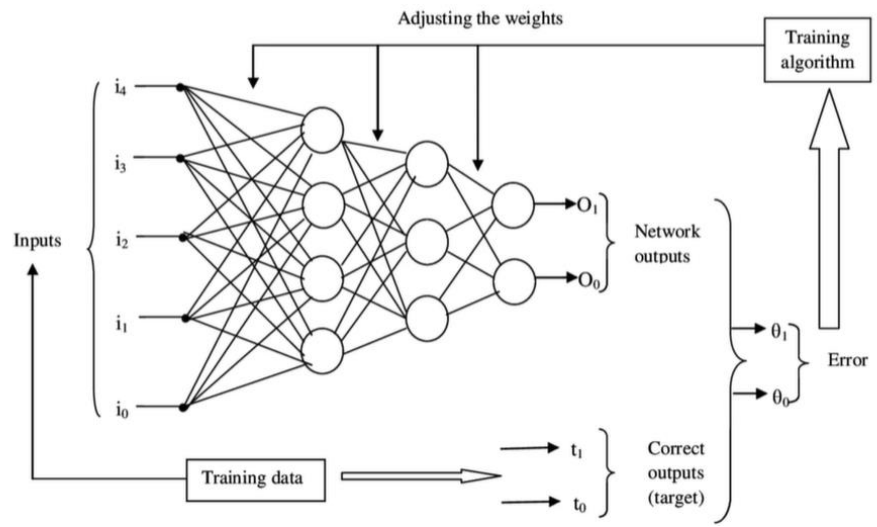 Adjusting the weights
Training
algorithm
i₄
i₃
i₂
i₁
i₀
Inputs
O₁
O₀
Network
outputs
θ₁
θ₀
Error
Training data
t₁
t₀
Correct
outputs
(target)